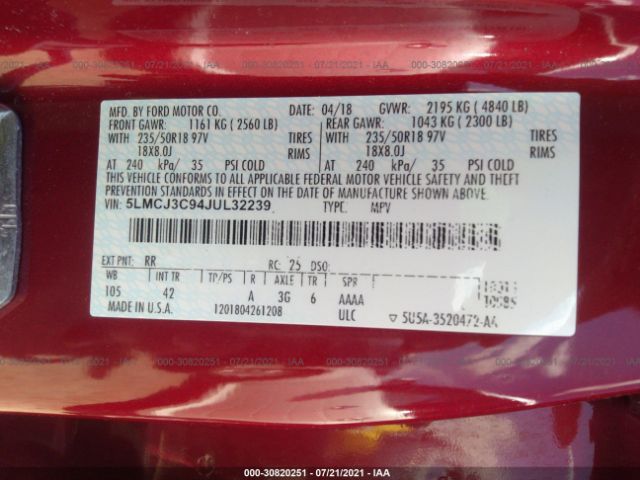 000-30820251 - 07/21/2021 - IAA
MFD. BY FORD MOTOR CO. DATE: 04/18 GVWR: 2195 KG ( 4840 LB)
FRONT GAWR: 1161 KG ( 2560 LB) REAR GAWR: 1043 KG ( 2300 LB)
WITH 235/50R18 97V TIRES WITH 235/50R18 97V TIRES
18X8.0J RIMS 18X8.0J RIMS
AT 240 kPa/ 35 PSI COLD AT 240 kPa/ 35 PSI COLD
THIS VEHICLE CONFORMS TO ALL APPLICABLE FEDERAL MOTOR VEHICLE SAFETY AND THEFT
PREVENTION STANDARDS IN EFFECT ON THE DATE OF MANUFACTURE SHOWN ABOVE.
VIN: 5LMCJ3C94JUL32239 TYPE: MPV
EXT PNT: RR RC: 25 DSO:
WB INT TR TP/PS R AXLE TR SPR
105 42 A 3G 6 AAAA
MADE IN U.S.A. 1201804261208 ULC 5U5A-3520472-AA
000-30820251 - 07/21/2021 - IAA